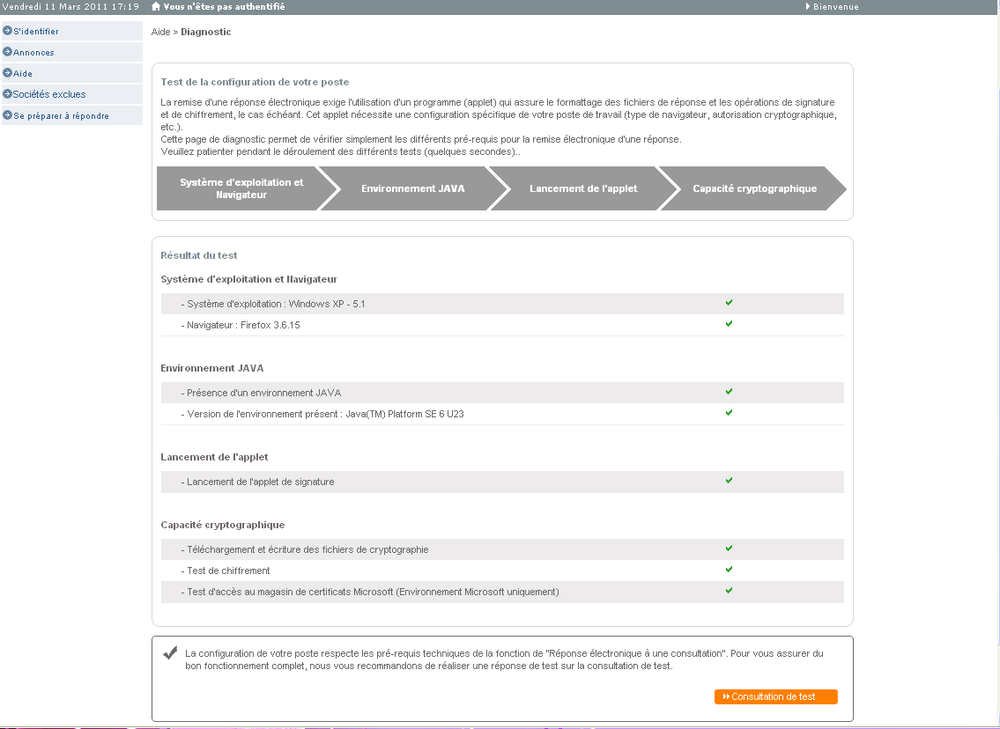 Vendredi 11 Mars 2011 17:19 Vous n'êtes pas authentifié Bienvenue
S'identifier
Annonces
Aide
Sociétés exclues
Se préparer à répondre
Aide > Diagnostic
Test de la configuration de votre poste
La remise d'une réponse électronique exige l'utilisation d'un programme (applet) qui assure le formattage des fichiers de réponse et les opérations de signature
et de chiffrement, le cas échéant. Cet applet nécessite une configuration spécifique de votre poste de travail (type de navigateur, autorisation cryptographique,
etc.).
Cette page de diagnostic permet de vérifier simplement les différents pré-requis pour la remise électronique d'une réponse.
Veuillez patienter pendant le déroulement des différents tests (quelques secondes)..
Système d'exploitation et
Navigateur
Environnement JAVA
Lancement de l'applet
Capacité cryptographique
Résultat du test
Système d'exploitation et Navigateur
- Système d'exploitation : Windows XP - 5.1
- Navigateur : Firefox 3.6.15
Environnement JAVA
- Présence d'un environnement JAVA
- Version de l'environnement présent : Java(TM) Platform SE 6 U23
Lancement de l'applet
- Lancement de l'applet de signature
Capacité cryptographique
- Téléchargement et écriture des fichiers de cryptographie
- Test de chiffrement
- Test d'accès au magasin de certificats Microsoft (Environnement Microsoft uniquement)
La configuration de votre poste respecte les pré-requis techniques de la fonction de "Réponse électronique à une consultation". Pour vous assurer du
bon fonctionnement complet, nous vous recommandons de réaliser une réponse de test sur la consultation de test.
Consultation de test